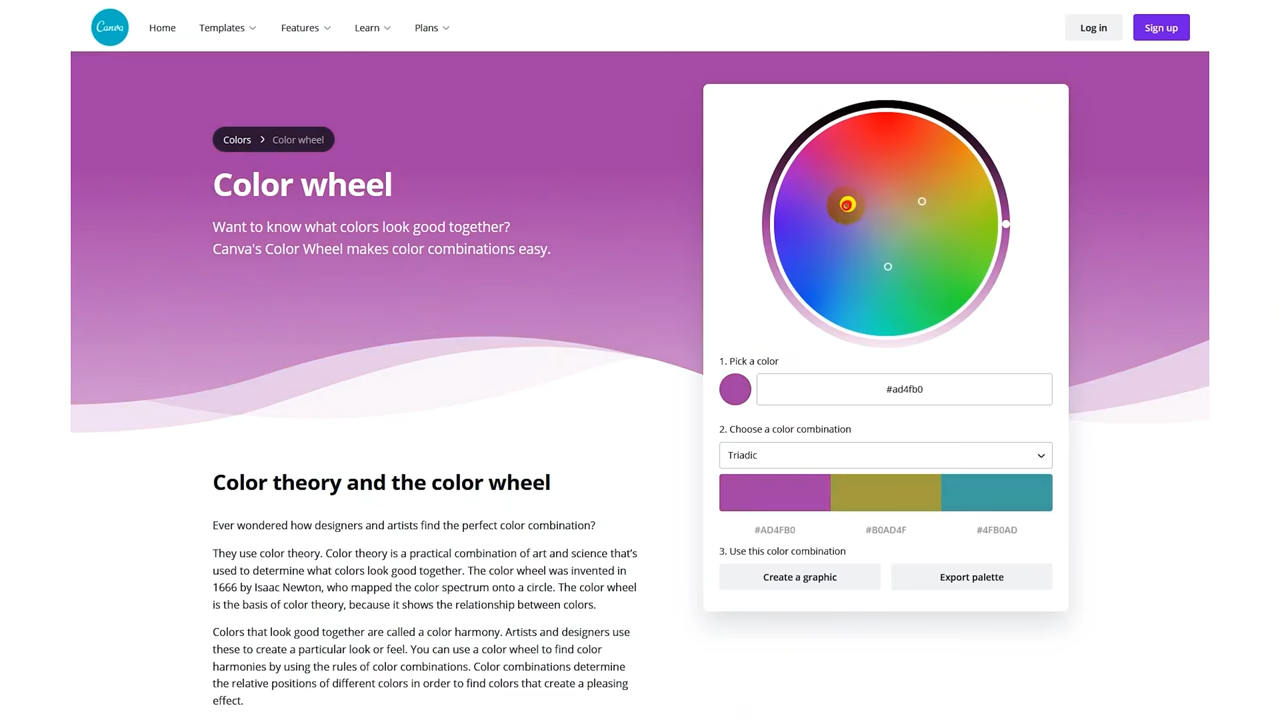 Canva
Home
Templates
Features
Learn
Plans
Log in
Sign up
Colors > Color wheel
Color wheel
Want to know what colors look good together?
Canva's Color Wheel makes color combinations easy.
1. Pick a color
#ad4fb0
2. Choose a color combination
Triadic
#AD4FB0
#B0AD4F
#4FB0AD
3. Use this color combination
Create a graphic
Export palette
Color theory and the color wheel
Ever wondered how designers and artists find the perfect color combination?
They use color theory. Color theory is a practical combination of art and science that’s
used to determine what colors look good together. The color wheel was invented in
1666 by Isaac Newton, who mapped the color spectrum onto a circle. The color wheel
is the basis of color theory, because it shows the relationship between colors.
Colors that look good together are called a color harmony. Artists and designers use
these to create a particular look or feel. You can use a color wheel to find color
harmonies by using the rules of color combinations. Color combinations determine
the relative positions of different colors in order to find colors that create a pleasing
effect.